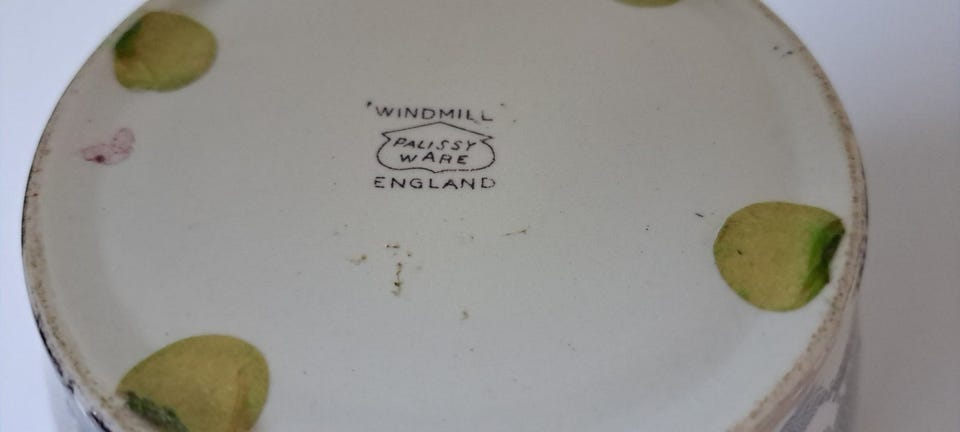 'WINDMILL'
PALISSY
WARE
ENGLAND